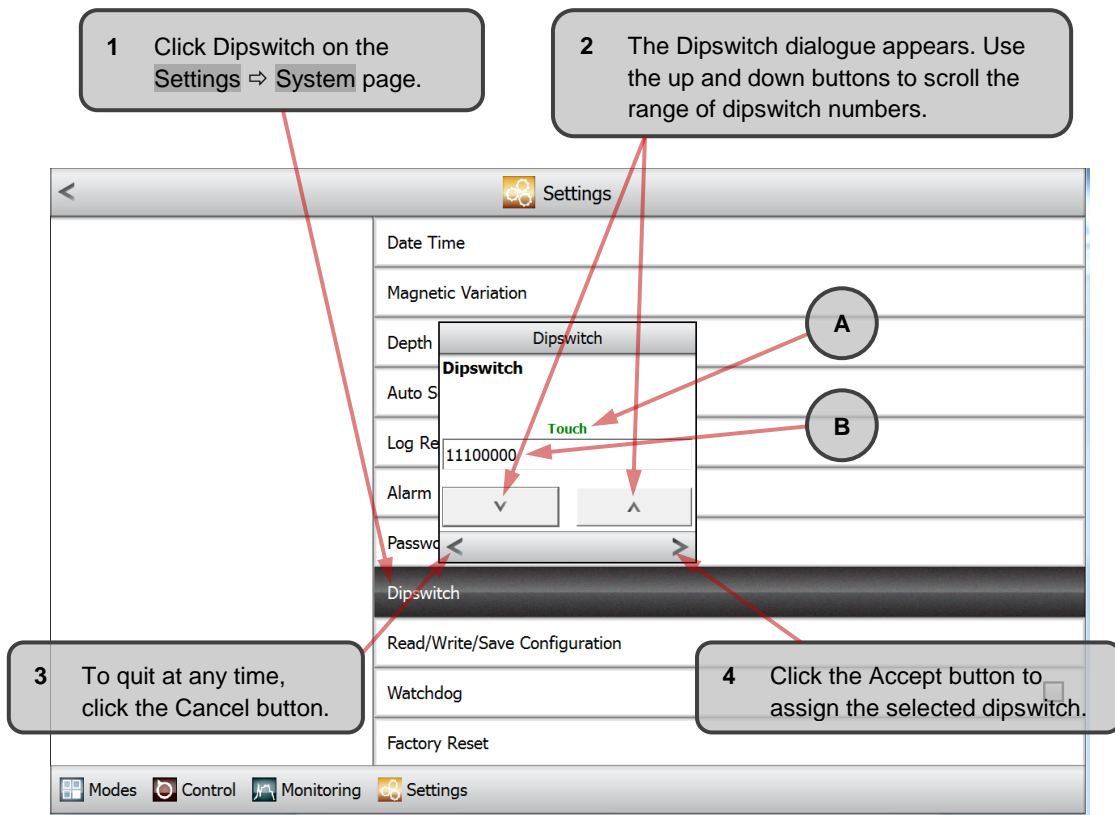 1 Click Dipswitch on the
Settings ⇨ System page.
2 The Dipswitch dialogue appears. Use
the up and down buttons to scroll the
range of dipswitch numbers.
< Settings
Date Time
Magnetic Variation
A
Depth
Dipswitch
Dipswitch
Auto S
Touch
B
Log Re
11100000
Alarm
˅ ˄
Passwo
< >
Dipswitch
Read/Write/Save Configuration
3 To quit at any time,
click the Cancel button.
4 Click the Accept button to
assign the selected dipswitch.
Watchdog
Factory Reset
Modes Control Monitoring Settings